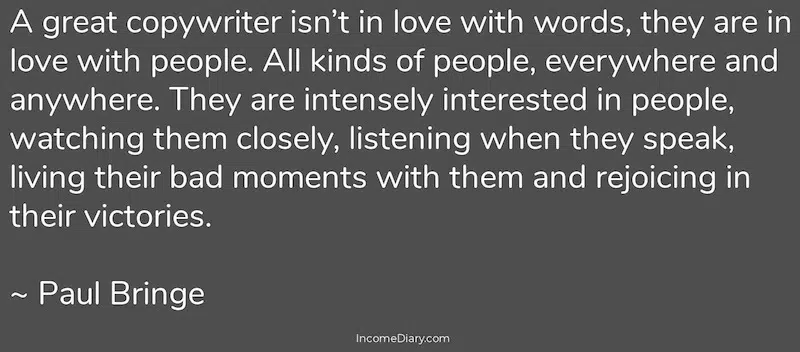 A great copywriter isn’t in love with words, they are in
love with people. All kinds of people, everywhere and
anywhere. They are intensely interested in people,
watching them closely, listening when they speak,
living their bad moments with them and rejoicing in
their victories.
~ Paul Bringe
IncomeDiary.com